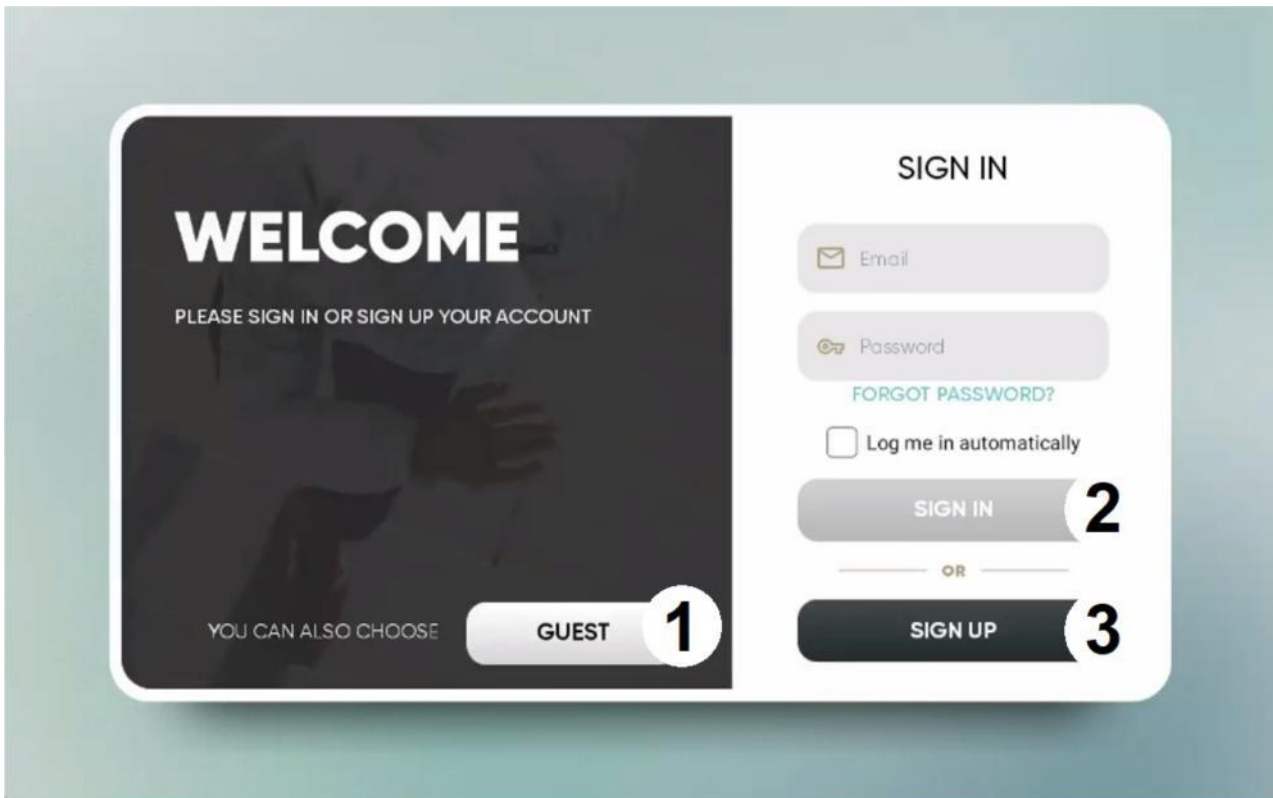 WELCOME
PLEASE SIGN IN OR SIGN UP YOUR ACCOUNT
YOU CAN ALSO CHOOSE
GUEST
1
SIGN IN
Email
Password
FORGOT PASSWORD?
Log me in automatically
SIGN IN
2
OR
SIGN UP
3